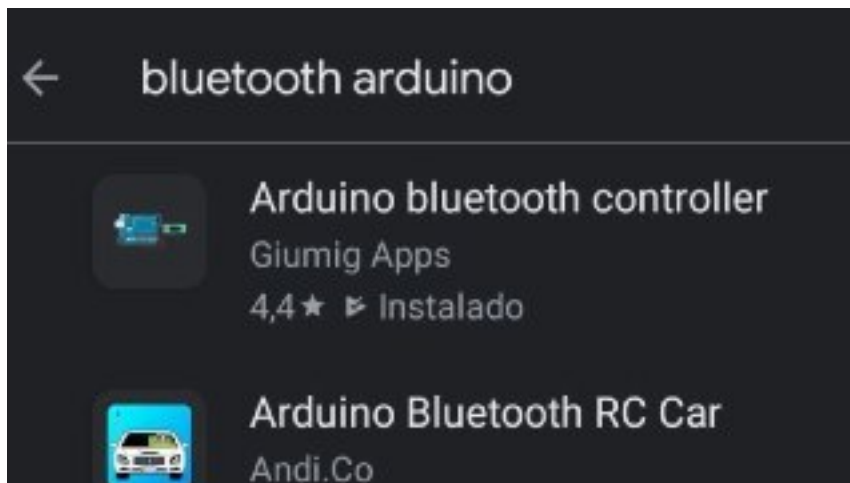 bluetooth arduino
Arduino bluetooth controller
Giumig Apps
4,4★ Instalado
Arduino Bluetooth RC Car
Andi.Co